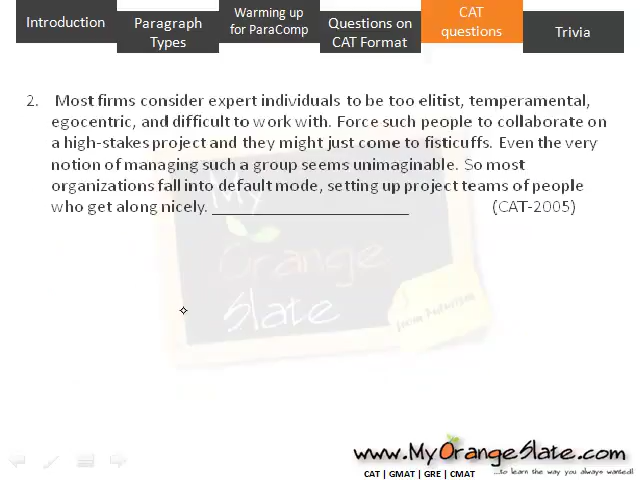 Introduction
Paragraph
Types
Warming up
for ParaComp
Questions on
CAT Format
CAT
questions
Trivia
2. Most firms consider expert individuals to be too elitist, temperamental,
egocentric, and difficult to work with. Force such people to collaborate on
a high-stakes project and they might just come to fisticuffs. Even the very
notion of managing such a group seems unimaginable. So most
organizations fall into default mode, setting up project teams of people
who get along nicely. ______________________ (CAT-2005)
My
Orange
Slate
www.MyOrangeSlate.com
CAT | GMAT | GRE | CMAT ...to learn the way you always wanted!